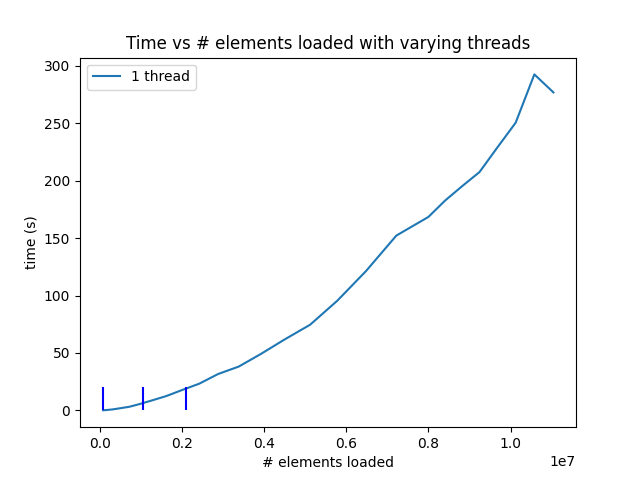 Time vs # elements loaded with varying threads
1 thread
300
250
200
150
100
50
0
time (s)
0.0 0.2 0.4 0.6 0.8 1.0
1e7
# elements loaded